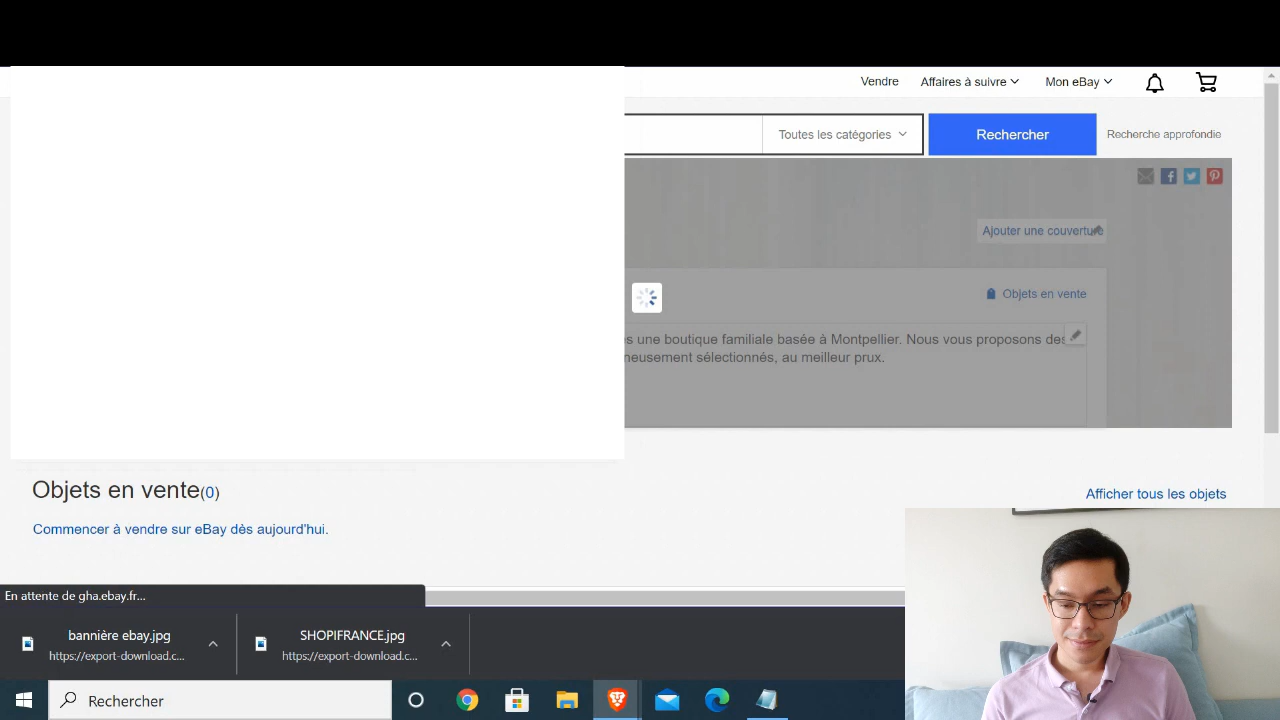 Vendre Affaires à suivre Mon eBay
Toutes les catégories Rechercher Recherche approfondie
Ajouter une couverture
Objets en vente
s une boutique familiale basée à Montpellier. Nous vous proposons des
neusement sélectionnés, au meilleur prux.
Objets en vente(0)
Afficher tous les objets
Commencer à vendre sur eBay dès aujourd'hui.
En attente de gha.ebay.fr...
bannière ebay.jpg
https://export-download.c...
SHOPIFRANCE.jpg
https://export-download.c...
Rechercher